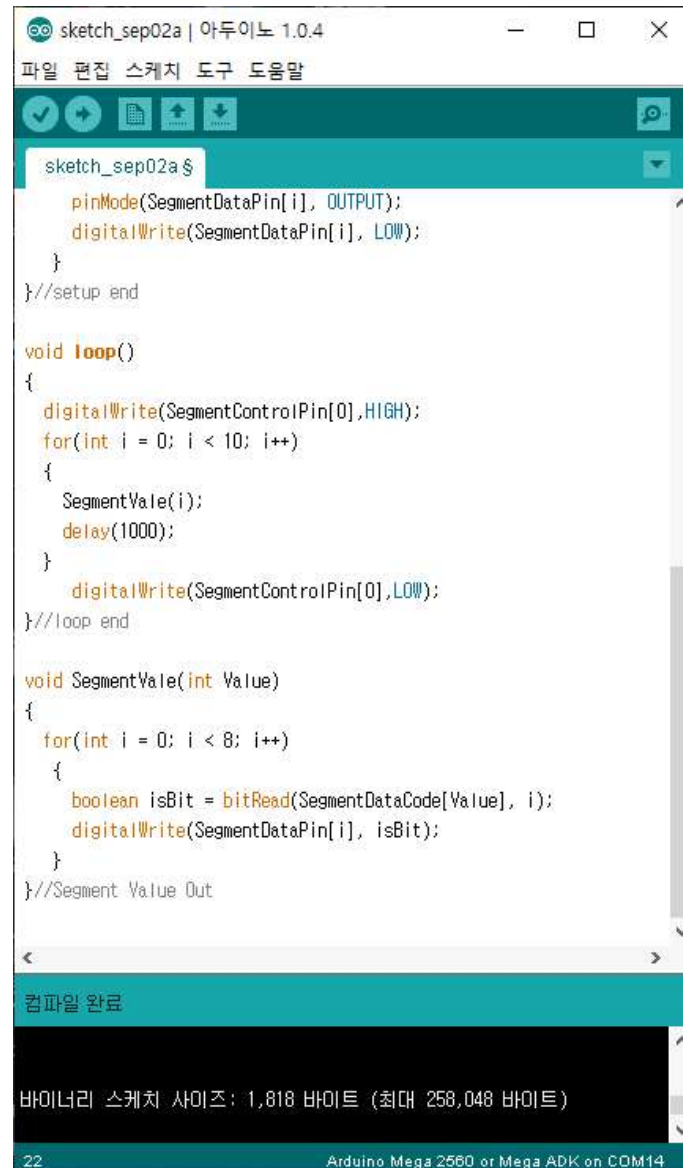 sketch_sep02a | 아두이노 1.0.4
파일 편집 스케치 도구 도움말
sketch_sep02a §
pinMode(SegmentDataPin[i], OUTPUT);
digitalWrite(SegmentDataPin[i], LOW);
}
}//setup end
void loop()
{
digitalWrite(SegmentControlPin[0],HIGH);
for(int i = 0; i < 10; i++)
{
SegmentVale(i);
delay(1000);
}
digitalWrite(SegmentControlPin[0],LOW);
}//loop end
void SegmentVale(int Value)
{
for(int i = 0; i < 8; i++)
{
boolean isBit = bitRead(SegmentDataCode[Value], i);
digitalWrite(SegmentDataPin[i], isBit);
}
}//Segment Value Out
컴파일 완료
바이너리 스케치 사이즈: 1,818 바이트 (최대 258,048 바이트)
22 Arduino Mega 2560 or Mega ADK on COM14